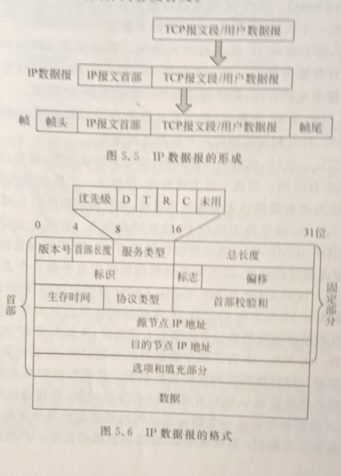 TCP报文段/用户数据报
IP数据报 IP报文首部 TCP报文段/用户数据报
帧 帧头 IP报文首部 TCP报文段/用户数据报 帧尾
图 5.5 IP 数据报的形成
优先级 D T R C 未用
0 4 8 16 31位
版本号 首部长度 服务类型 总长度
标识 标志 偏移
生存时间 协议类型 首部校验和
源节点 IP 地址
目的节点 IP 地址
选项和填充部分
数据
首部
固定部分
图 5.6 IP 数据报的格式